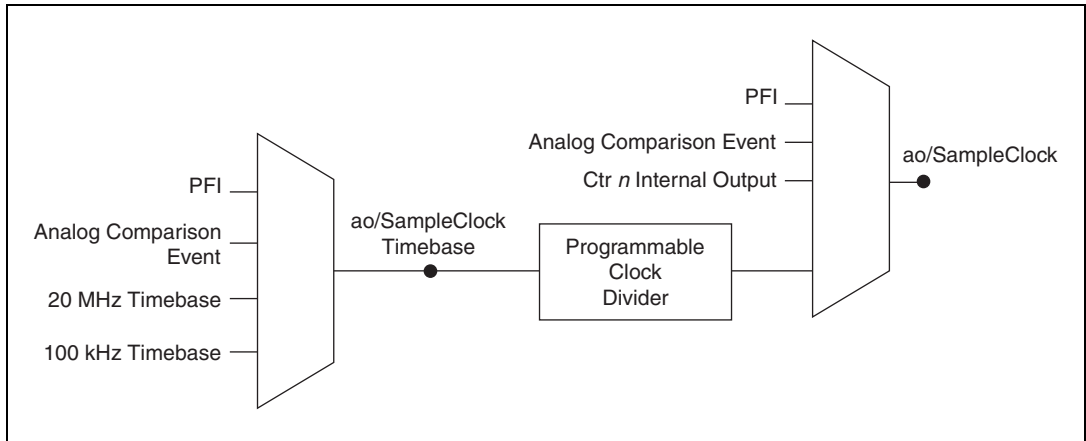 PFI
Analog Comparison
Event
20 MHz Timebase
100 kHz Timebase
ao/SampleClock
Timebase
Programmable
Clock
Divider
PFI
Analog Comparison Event
Ctr n Internal Output
ao/SampleClock